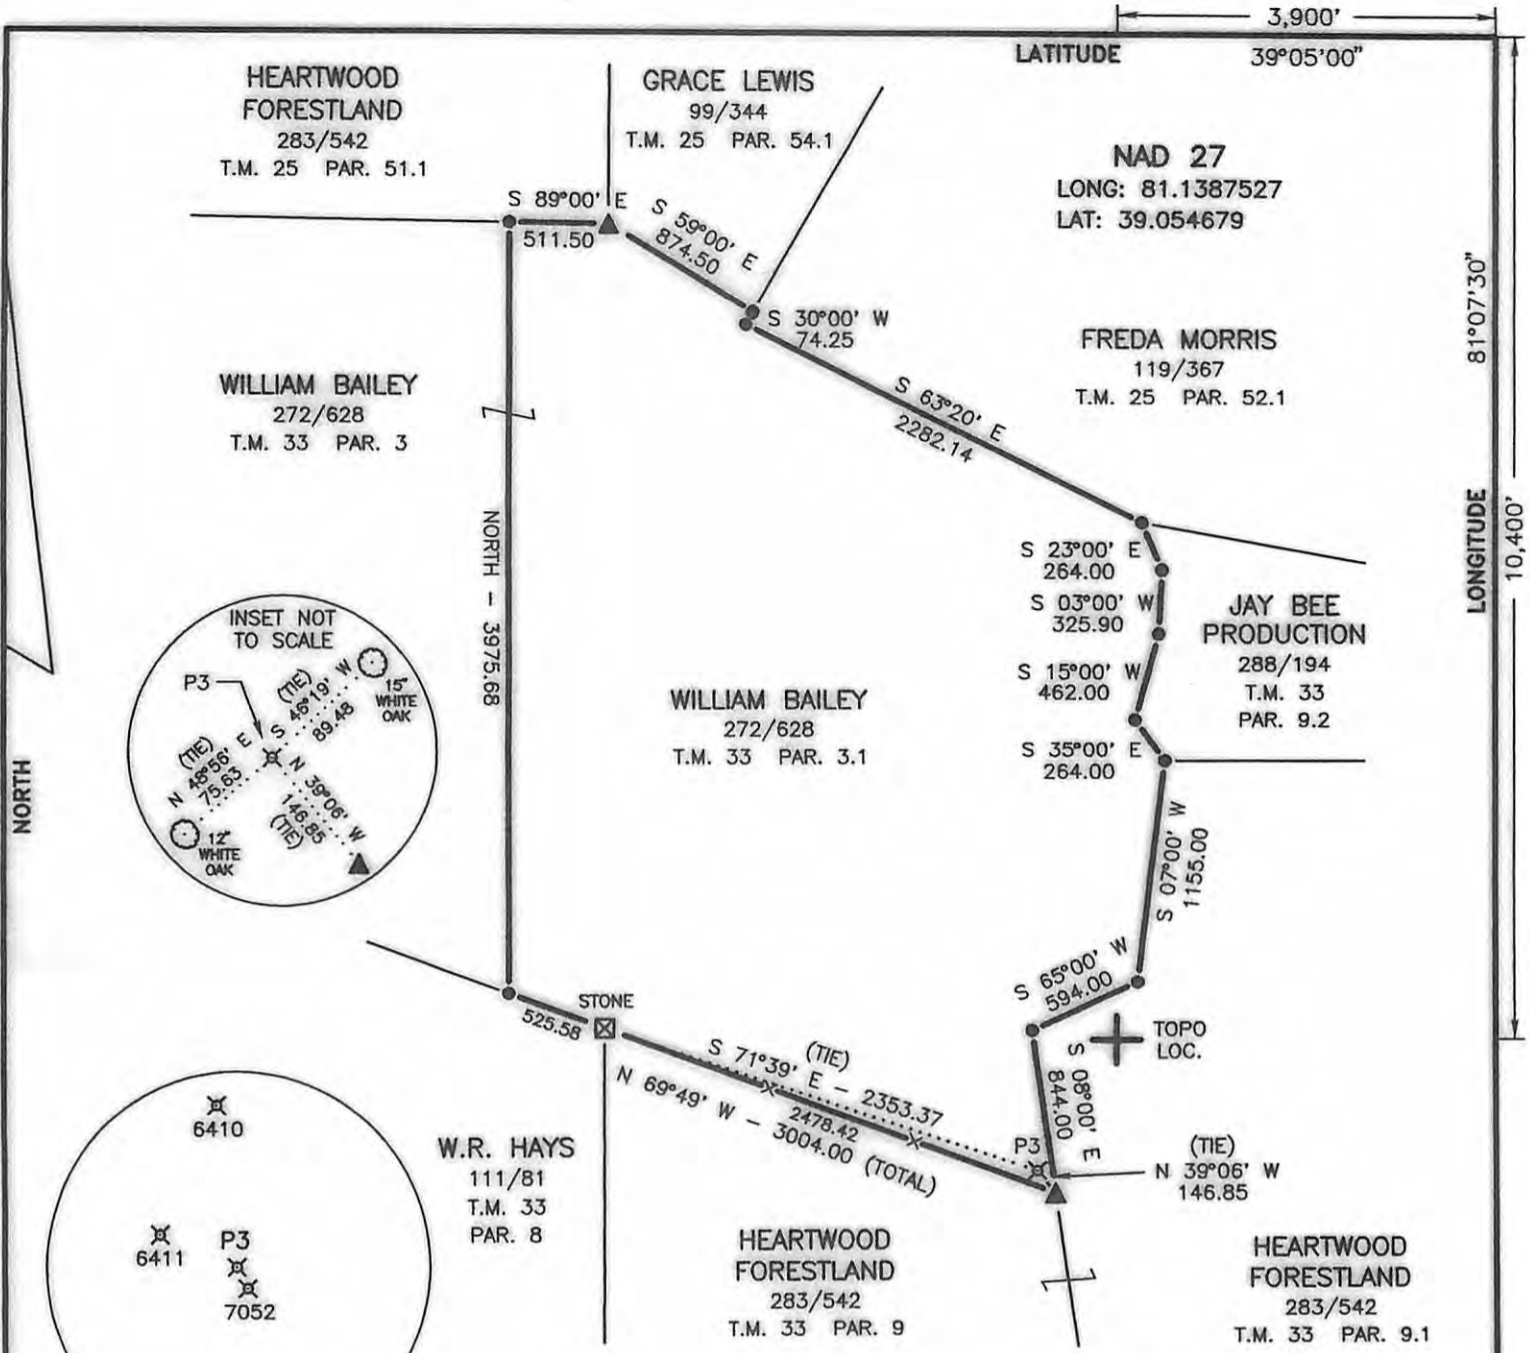 3,900'
LATITUDE 39°05'00"
HEARTWOOD
FORESTLAND
283/542
T.M. 25 PAR. 51.1
GRACE LEWIS
99/344
T.M. 25 PAR. 54.1
NAD 27
LONG: 81.1387527
LAT: 39.054679
S 89°00' E
511.50
S 59°00' E
874.50
S 30°00' W
74.25
81°07'30"
LONGITUDE
10,400'
FREDA MORRIS
119/367
T.M. 25 PAR. 52.1
WILLIAM BAILEY
272/628
T.M. 33 PAR. 3
S 63°20' E
2282.14
NORTH - 3975.68
S 23°00' E
264.00
S 03°00' W
325.90
S 15°00' W
462.00
S 35°00' E
264.00
JAY BEE
PRODUCTION
288/194
T.M. 33
PAR. 9.2
INSET NOT
TO SCALE
P3
(TIE)
S 46°19' W
89.48
15"
WHITE
OAK
(TIE)
N 48°56' E
75.63
N 39°06' W
146.85
(TIE)
12"
WHITE
OAK
NORTH
WILLIAM BAILEY
272/628
T.M. 33 PAR. 3.1
S 07°00' W
1155.00
S 65°00' W
594.00
TOPO
LOC.
STONE
525.58
(TIE)
S 71°39' E - 2353.37
2478.42
N 69°49' W - 3004.00 (TOTAL)
S 08°00' E
844.00
P3
(TIE)
N 39°06' W
146.85
6410
6411
P3
7052
W.R. HAYS
111/81
T.M. 33
PAR. 8
HEARTWOOD
FORESTLAND
283/542
T.M. 33 PAR. 9
HEARTWOOD
FORESTLAND
283/542
T.M. 33 PAR. 9.1